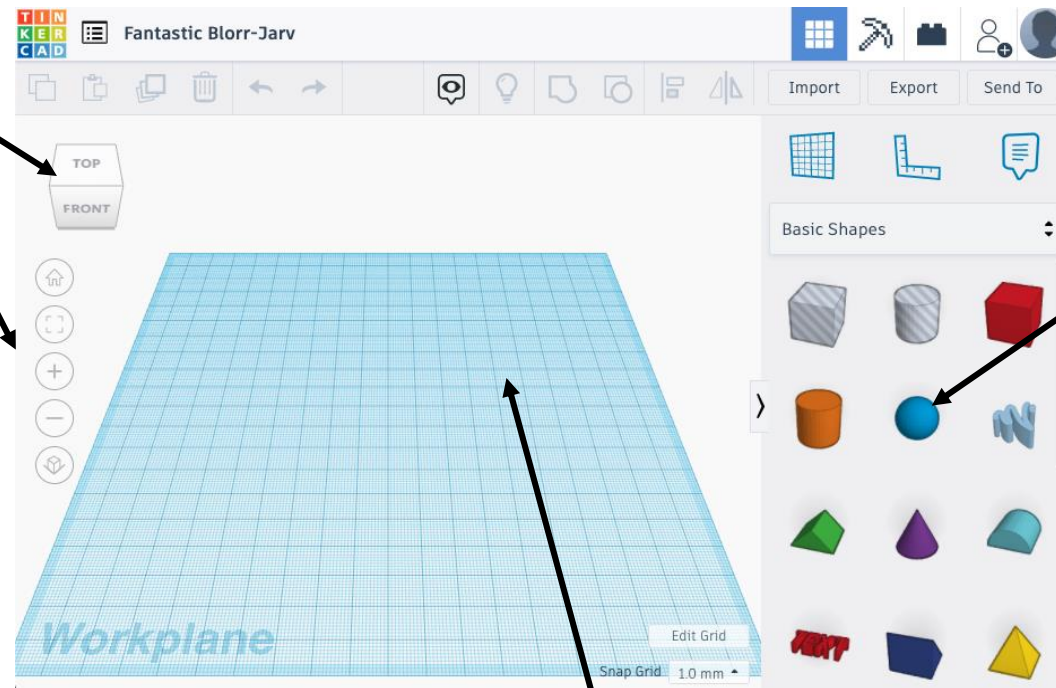 TIN
KER
CAD
Fantastic Blorr-Jarv
Import Export Send To
TOP
FRONT
Basic Shapes
TEXT
Workplane
Edit Grid
Snap Grid 1.0 mm